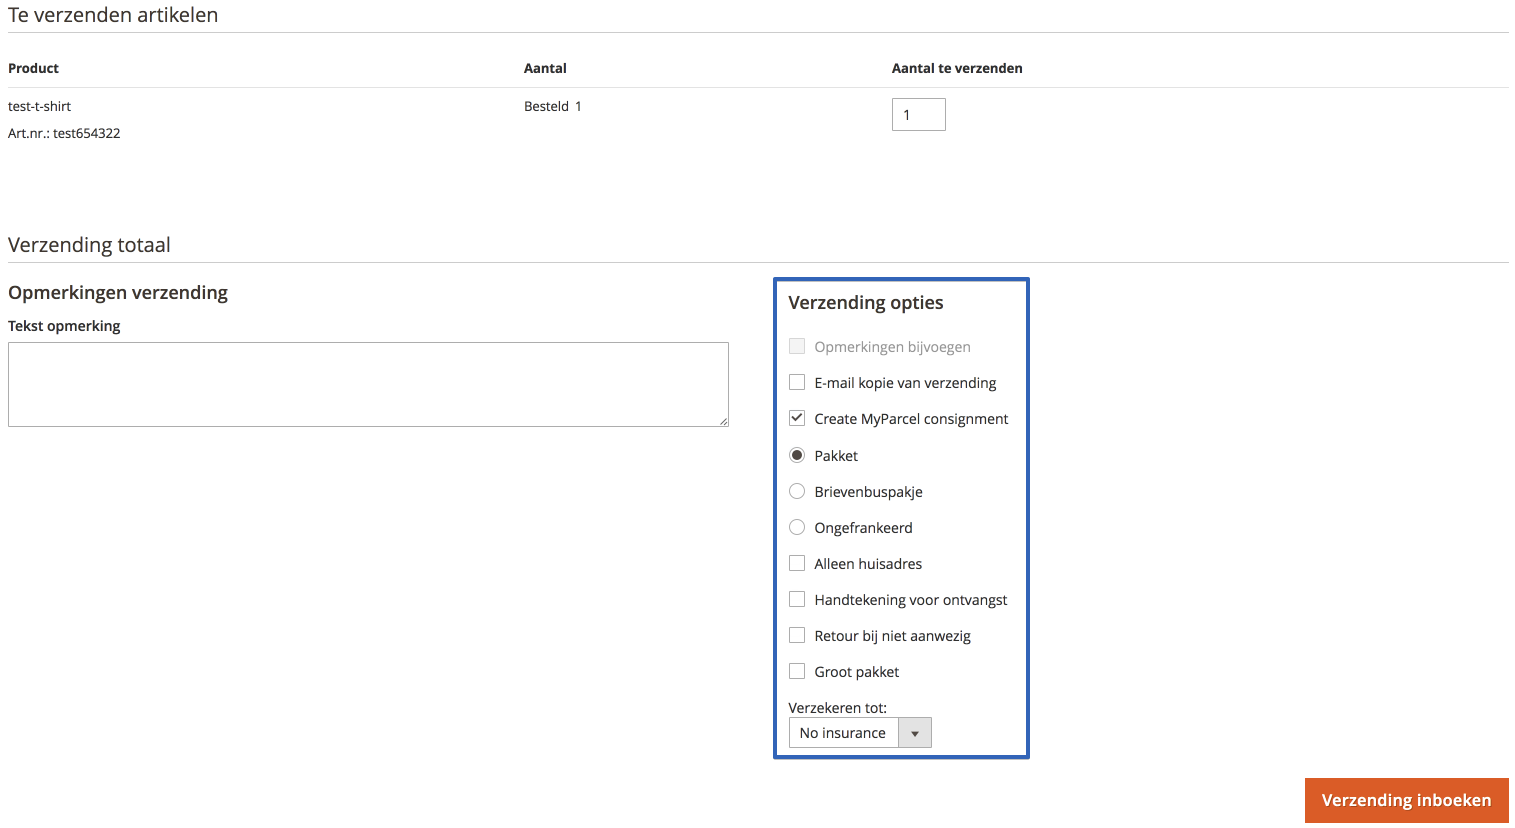 Te verzenden artikelen
Product Aantal Aantal te verzenden
test-t-shirt Besteld 1 1
Art.nr.: test654322
Verzending totaal
Opmerkingen verzending
Tekst opmerking
Verzending opties
Opmerkingen bijvoegen
E-mail kopie van verzending
Create MyParcel consignment
Pakket
Brievenbuspakje
Ongefrankeerd
Alleen huisadres
Handtekening voor ontvangst
Retour bij niet aanwezig
Groot pakket
Verzekeren tot:
No insurance
Verzending inboeken